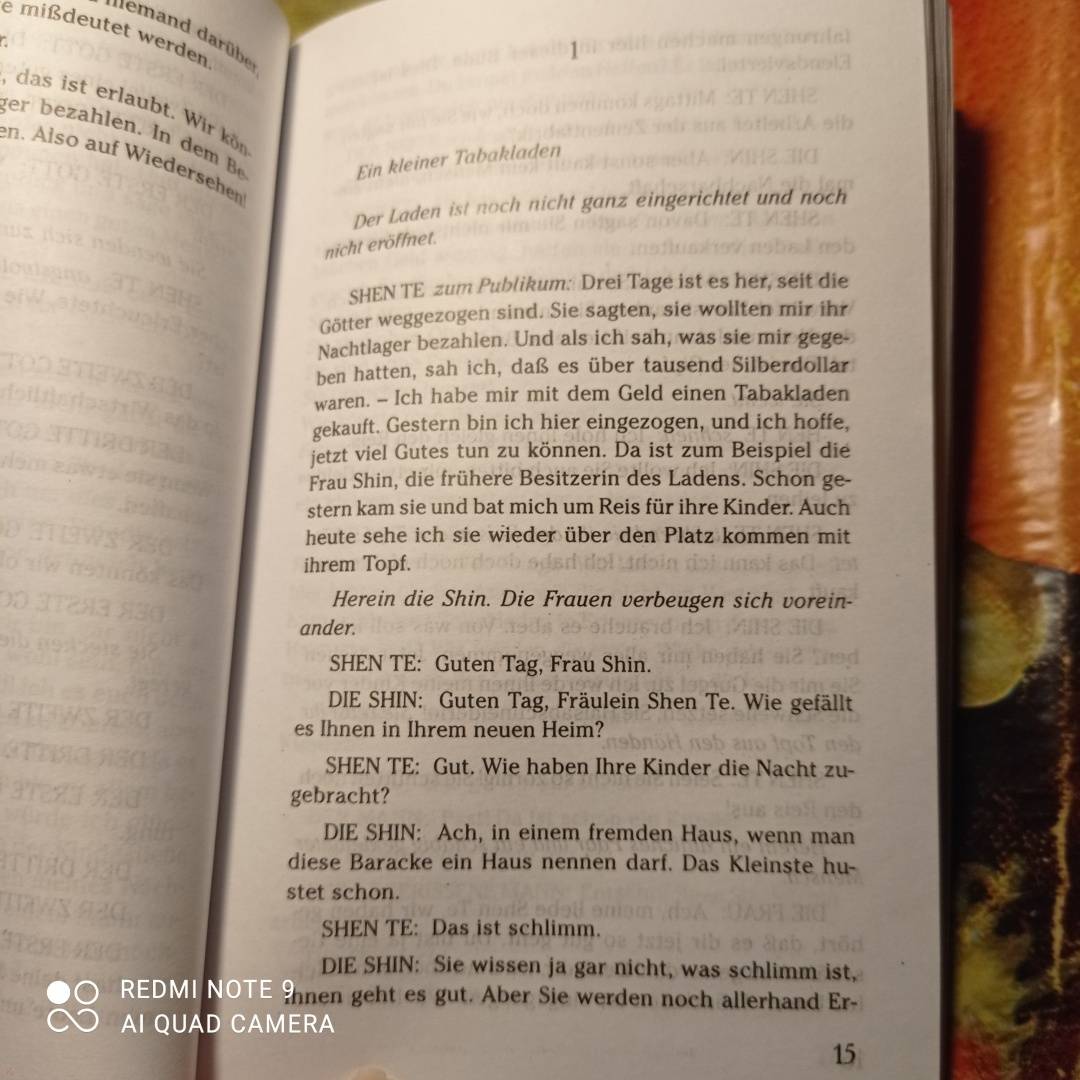 niemand darüber,
e mißdeutet werden.
r.
, das ist erlaubt. Wir kön-
ger bezahlen. In dem Be-
en. Also auf Wiedersehen!
1
Ein kleiner Tabakladen
Der Laden ist noch nicht ganz eingerichtet und noch
nicht eröffnet.
SHEN TE zum Publikum: Drei Tage ist es her, seit die
Götter weggezogen sind. Sie sagten, sie wollten mir ihr
Nachtlager bezahlen. Und als ich sah, was sie mir gege-
ben hatten, sah ich, daß es über tausend Silberdollar
waren. – Ich habe mir mit dem Geld einen Tabakladen
gekauft. Gestern bin ich hier eingezogen, und ich hoffe,
jetzt viel Gutes tun zu können. Da ist zum Beispiel die
Frau Shin, die frühere Besitzerin des Ladens. Schon ge-
stern kam sie und bat mich um Reis für ihre Kinder. Auch
heute sehe ich sie wieder über den Platz kommen mit
ihrem Topf.
Herein die Shin. Die Frauen verbeugen sich vorein-
ander.
SHEN TE: Guten Tag, Frau Shin.
DIE SHIN: Guten Tag, Fräulein Shen Te. Wie gefällt
es Ihnen in Ihrem neuen Heim?
SHEN TE: Gut. Wie haben Ihre Kinder die Nacht zu-
gebracht?
DIE SHIN: Ach, in einem fremden Haus, wenn man
diese Baracke ein Haus nennen darf. Das Kleinste hu-
stet schon.
SHEN TE: Das ist schlimm.
DIE SHIN: Sie wissen ja gar nicht, was schlimm ist,
Ihnen geht es gut. Aber Sie werden noch allerhand Er-
15
REDMI NOTE 9
AI QUAD CAMERA